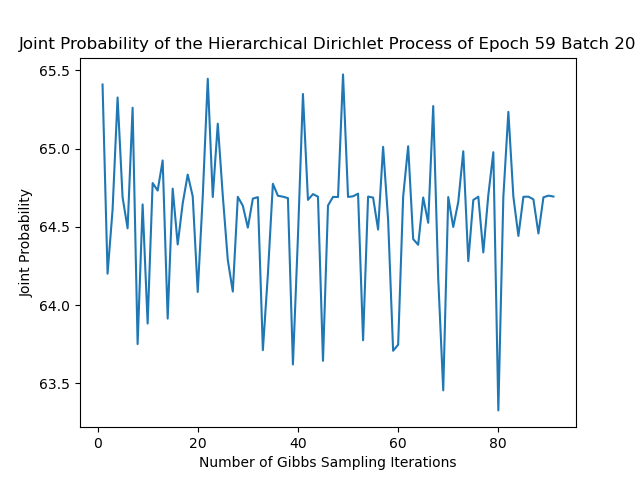 Joint Probability of the Hierarchical Dirichlet Process of Epoch 59 Batch 20
65.5
65.0
64.5
64.0
63.5
Joint Probability
0 20 40 60 80
Number of Gibbs Sampling Iterations